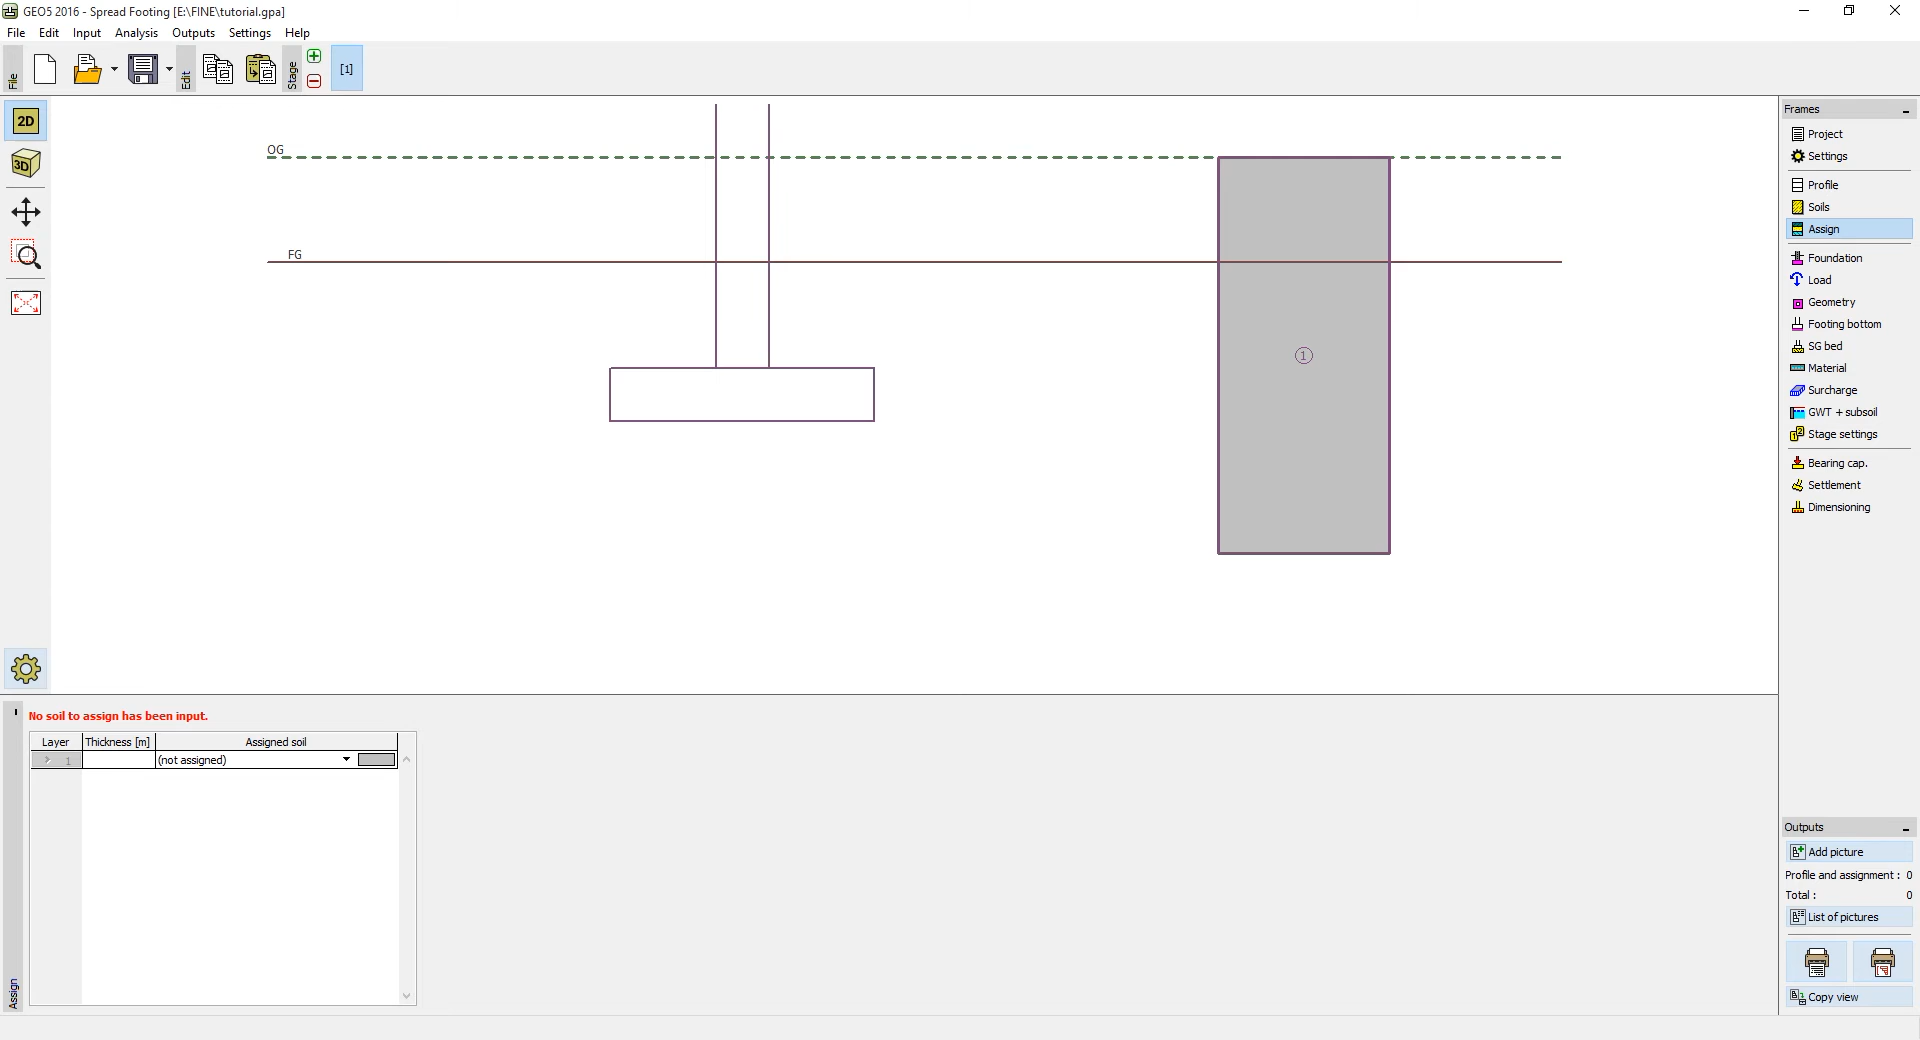 GEO5 2016 - Spread Footing [E:\FINE\tutorial.gpa]
File Edit Input Analysis Outputs Settings Help
File
Edit
Stage
[1]
2D
3D
OG
FG
1
Frames
Project
Settings
Profile
Soils
Assign
Foundation
Load
Geometry
Footing bottom
SG bed
Material
Surcharge
GWT + subsoil
Stage settings
Bearing cap.
Settlement
Dimensioning
No soil to assign has been input.
Layer Thickness [m] Assigned soil
1 (not assigned)
Assign
Outputs
Add picture
Profile and assignment : 0
Total : 0
List of pictures
Copy view